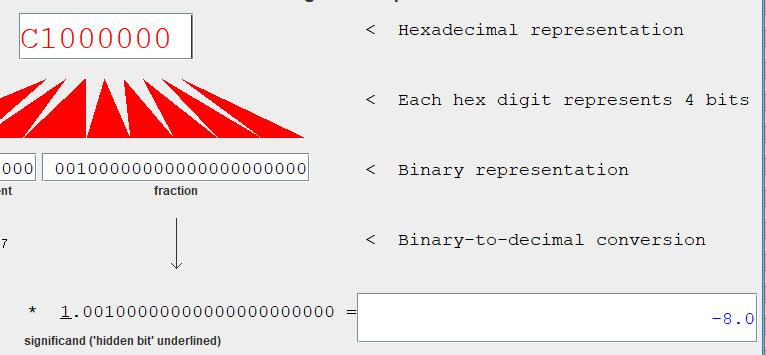 C1000000 < Hexadecimal representation
< Each hex digit represents 4 bits
000 00100000000000000000000 < Binary representation
nt fraction
7 < Binary-to-decimal conversion
* 1.00100000000000000000000 = -8.0
significand ('hidden bit' underlined)